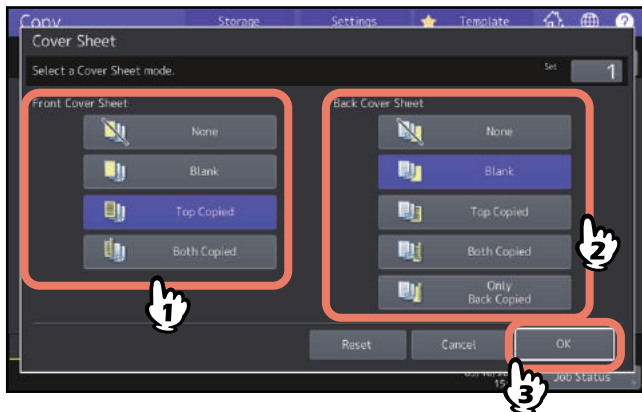 Copy Storage Settings Template ?
Cover Sheet
Select a Cover Sheet mode. Set 1
Front Cover Sheet
None
Blank
Top Copied
Both Copied
1
Back Cover Sheet
None
Blank
Top Copied
Both Copied
Only
Back Copied
2
Reset Cancel OK
3
15 Job Status